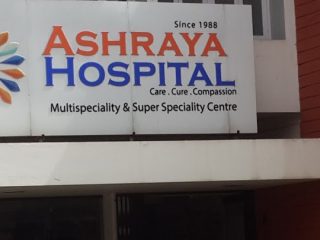 Since 1988
ASHRAYA
HOSPITAL
Care . Cure . Compassion
Multispeciality & Super Speciality Centre